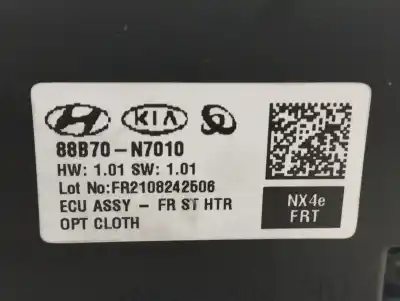 KIA
88B70-N7010
HW: 1.01 SW: 1.01
Lot No:FR2108242506
ECU ASSY - FR ST HTR
OPT CLOTH
NX4e
FRT